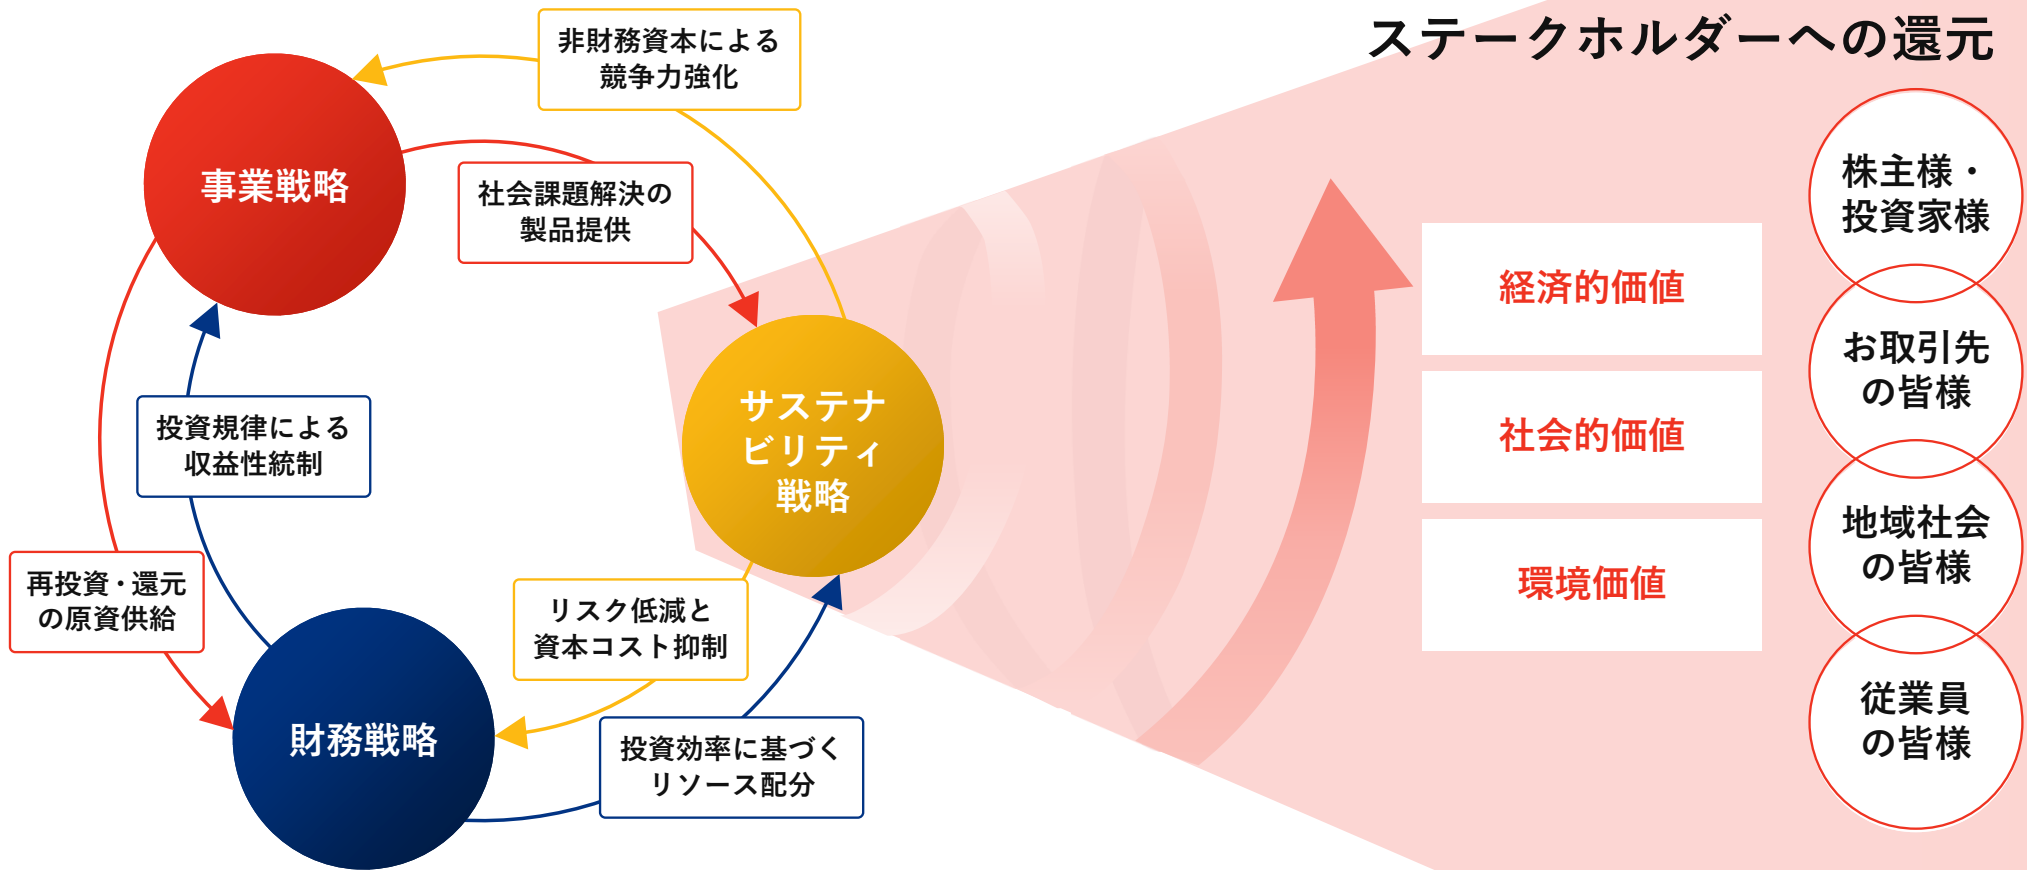 非財務資本による
競争力強化
事業戦略
社会課題解決の
製品提供
サステナ
ビリティ
戦略
投資規律による
収益性統制
再投資・還元
の原資供給
リスク低減と
資本コスト抑制
財務戦略
投資効率に基づく
リソース配分
ステークホルダーへの還元
経済的価値
社会的価値
環境価値
株主様・
投資家様
お取引先
の皆様
地域社会
の皆様
従業員
の皆様